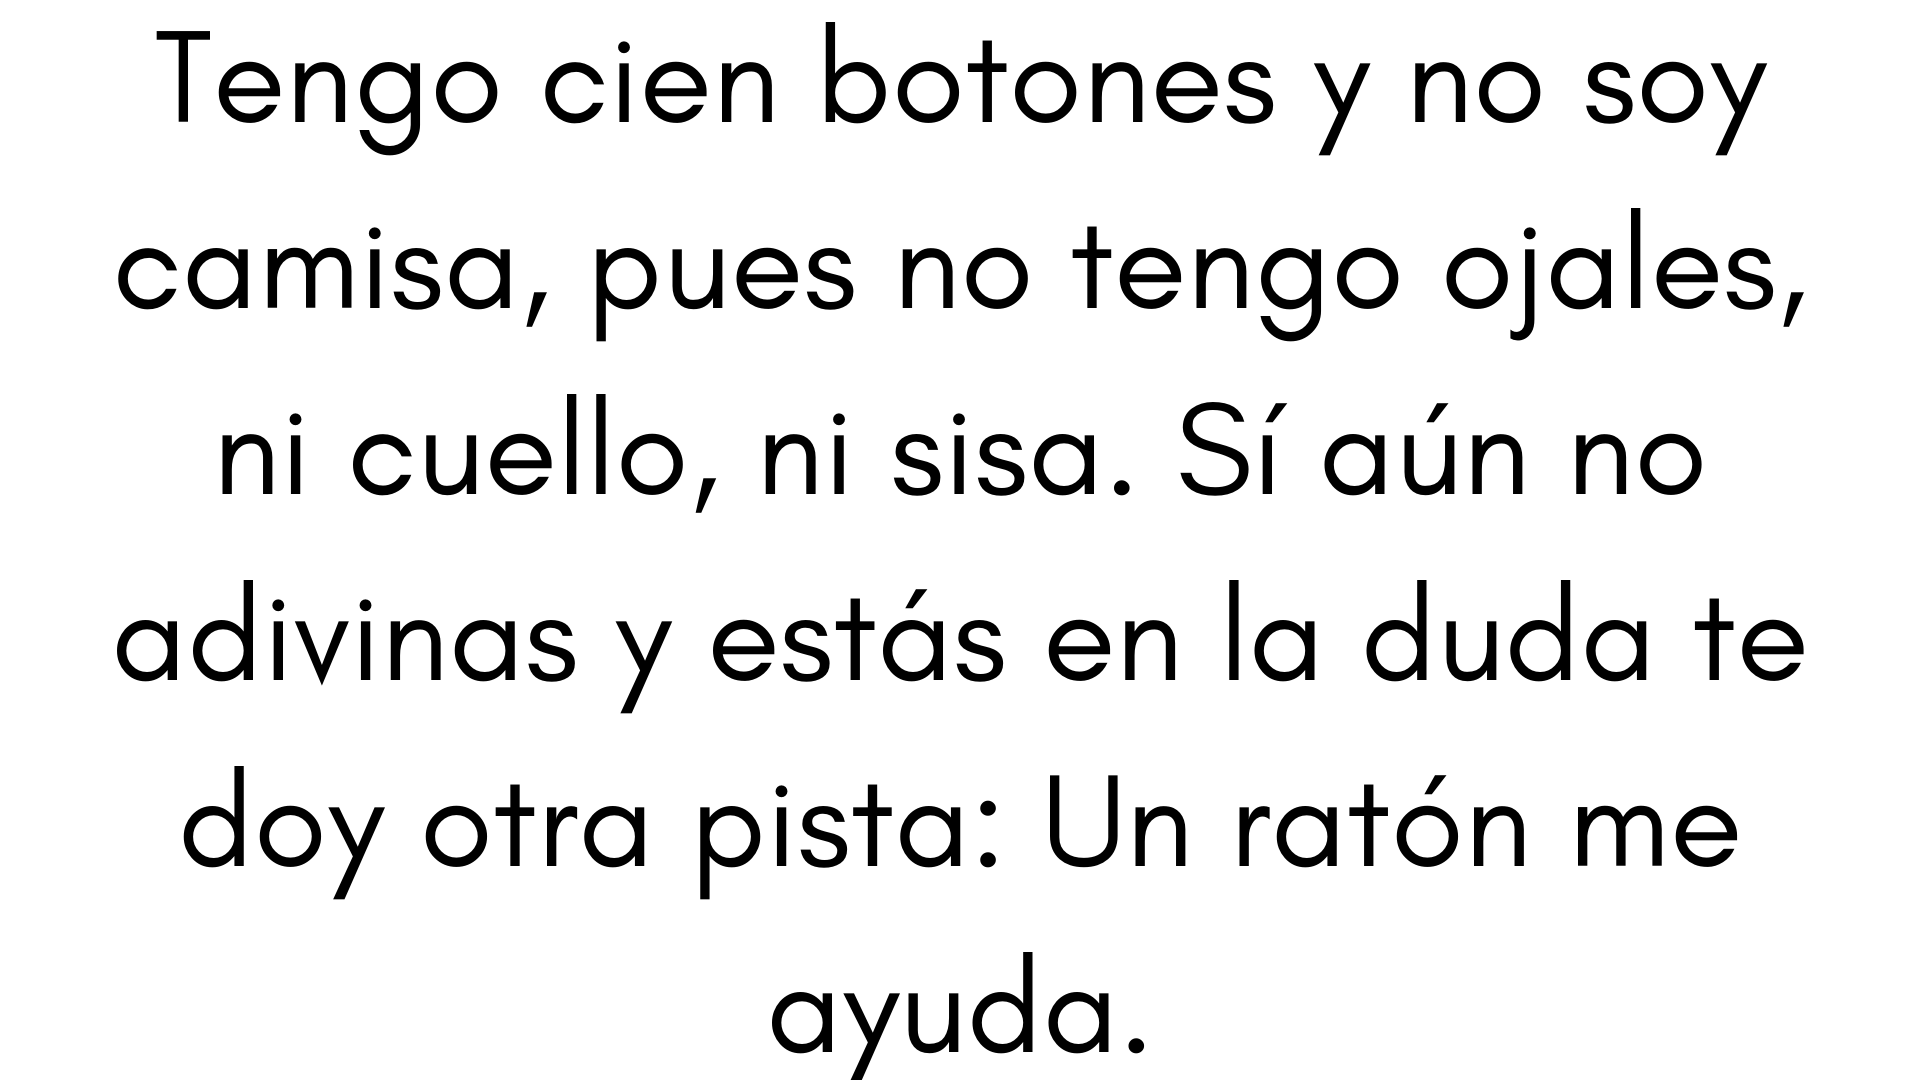 Tengo cien botones y no soy
camisa, pues no tengo ojales,
ni cuello, ni sisa. Sí aún no
adivinas y estás en la duda te
doy otra pista: Un ratón me
ayuda.